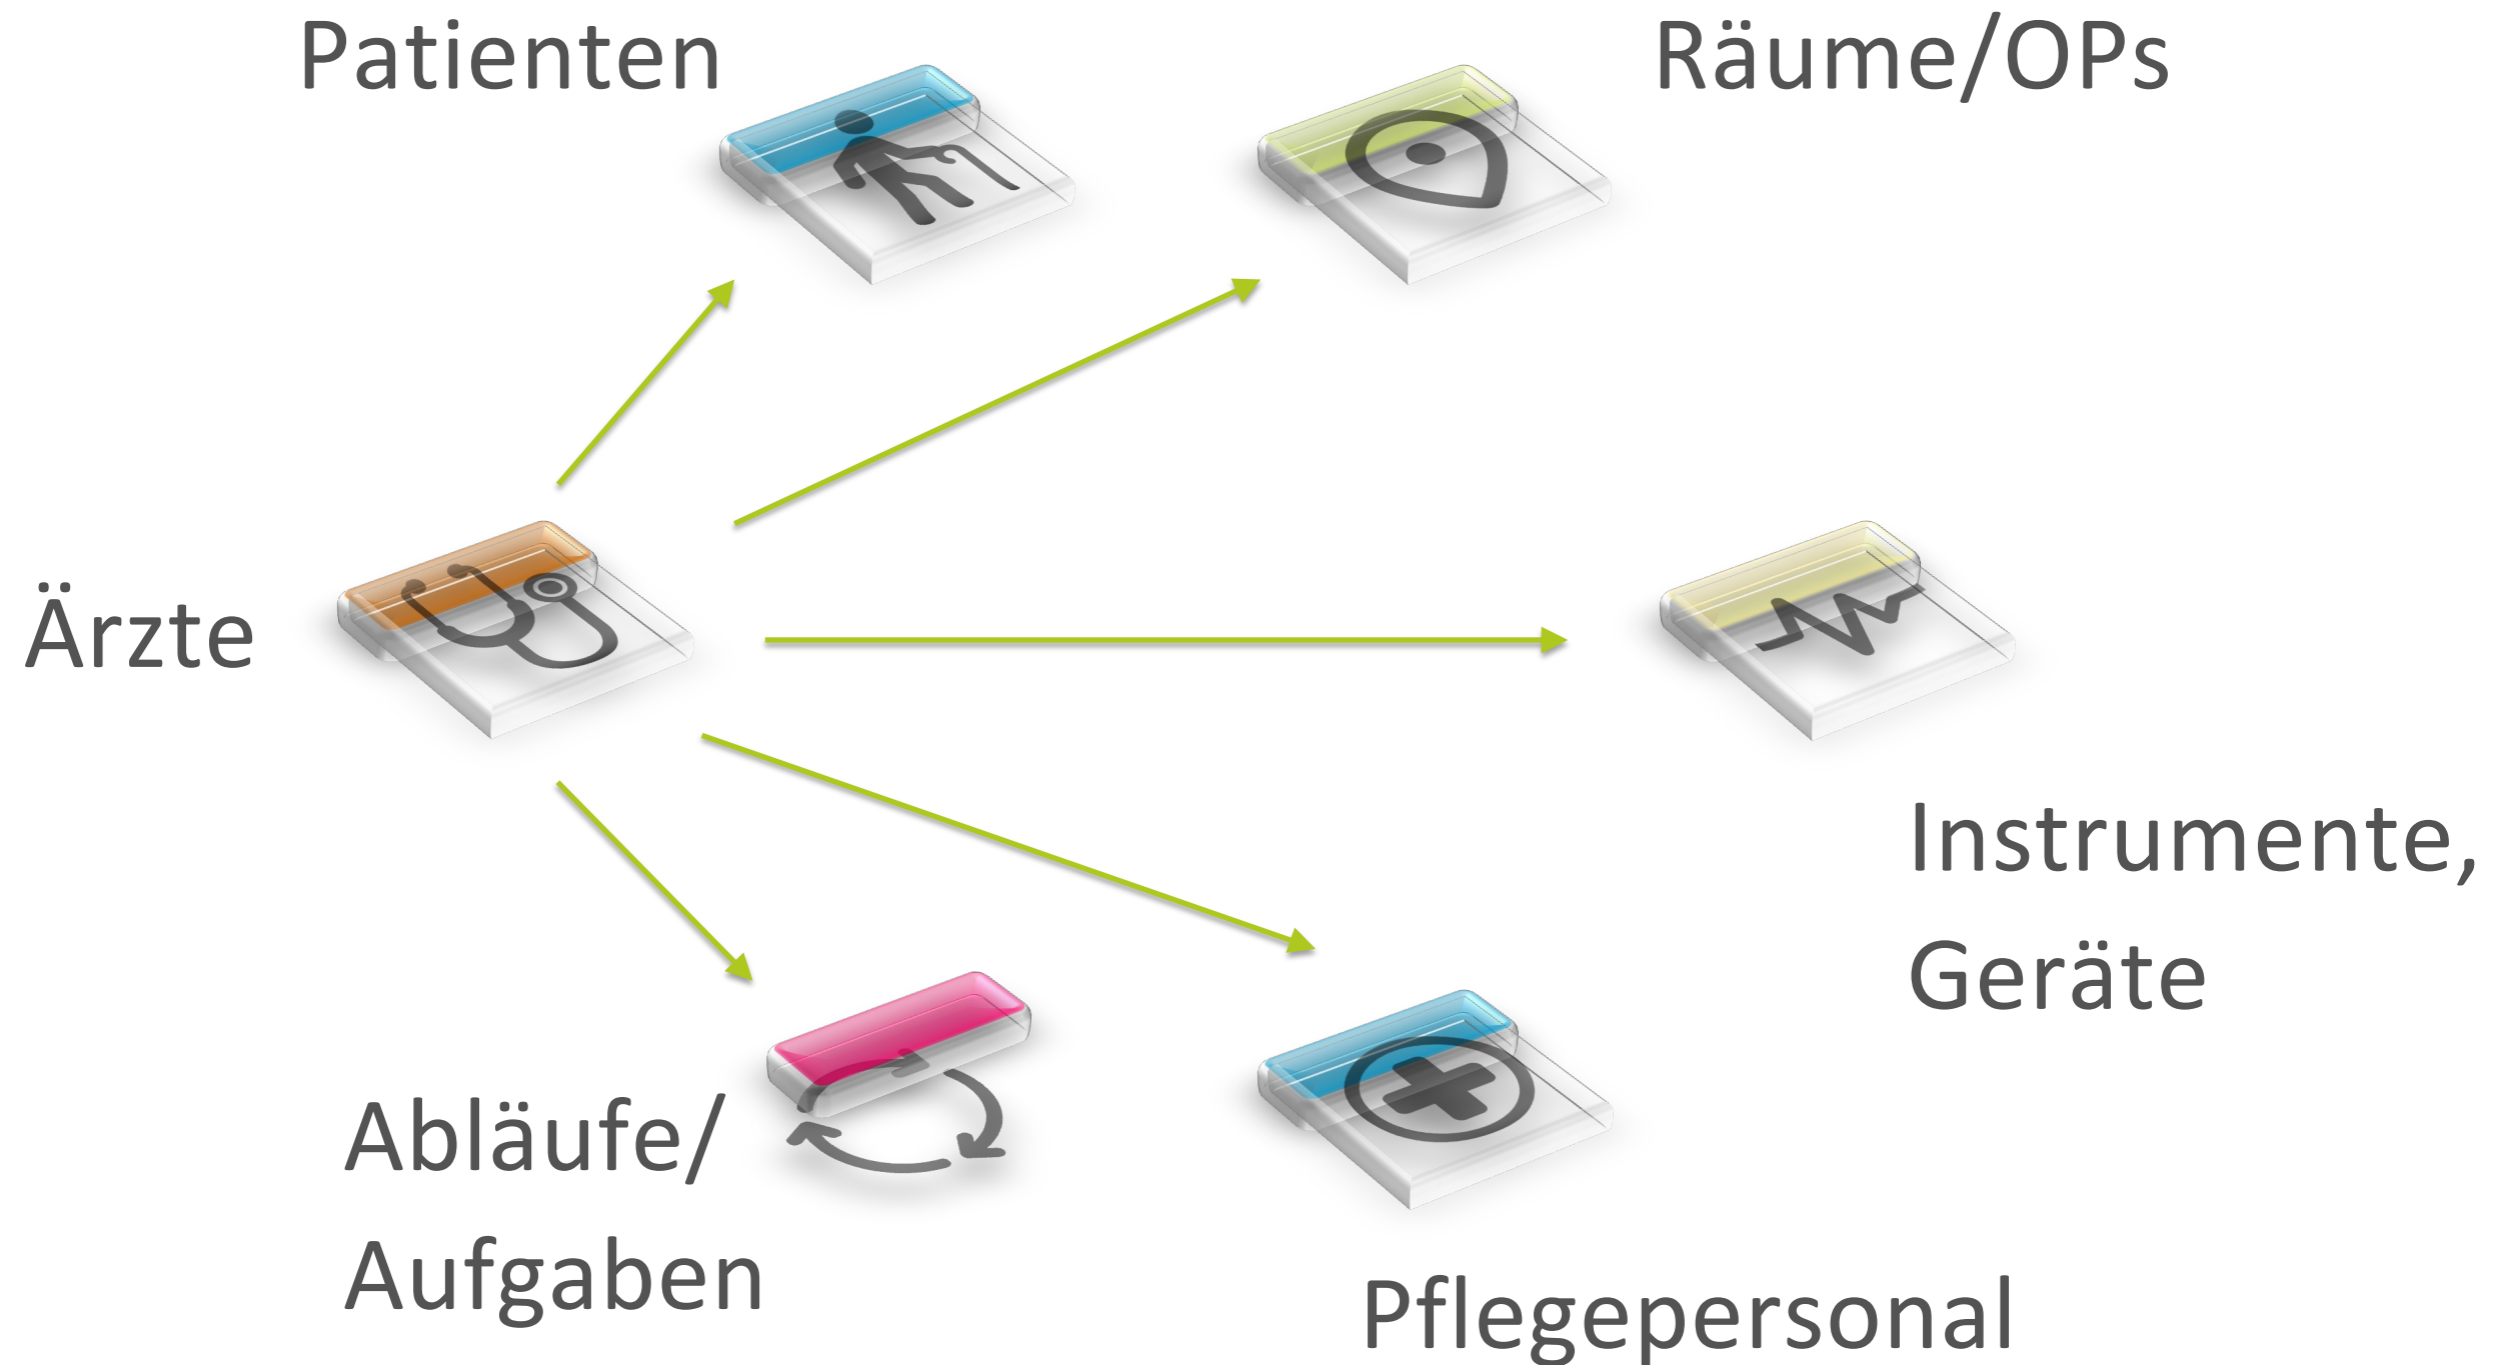 Patienten
Räume/OPs
Ärzte
Instrumente,
Geräte
Abläufe/
Aufgaben
Pflegepersonal